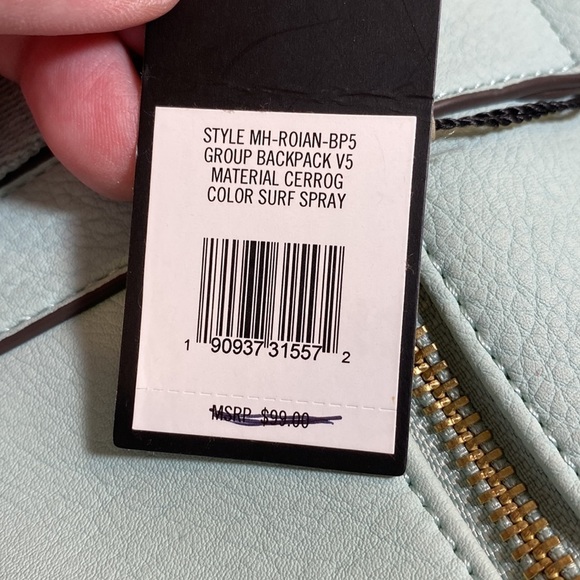 STYLE MH-ROIAN-BP5
GROUP BACKPACK V5
MATERIAL CERROG
COLOR SURF SPRAY
1 90937 31557 2
MSRP $99.00